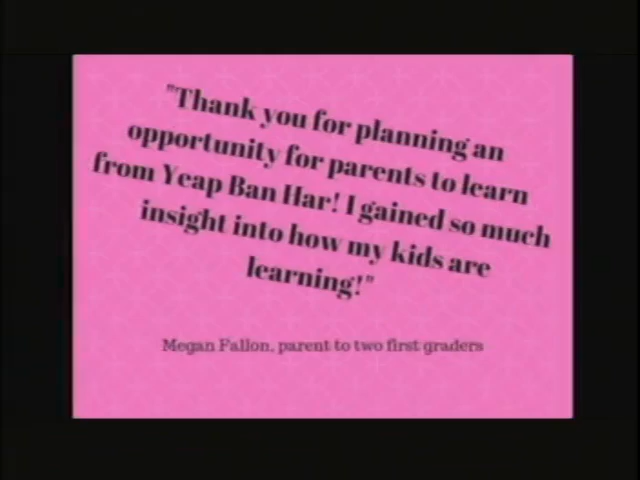 "Thank you for planning an
opportunity for parents to learn
from Yeap Ban Har! I gained so much
insight into how my kids are
learning!"
Megan Fallon, parent to two first graders